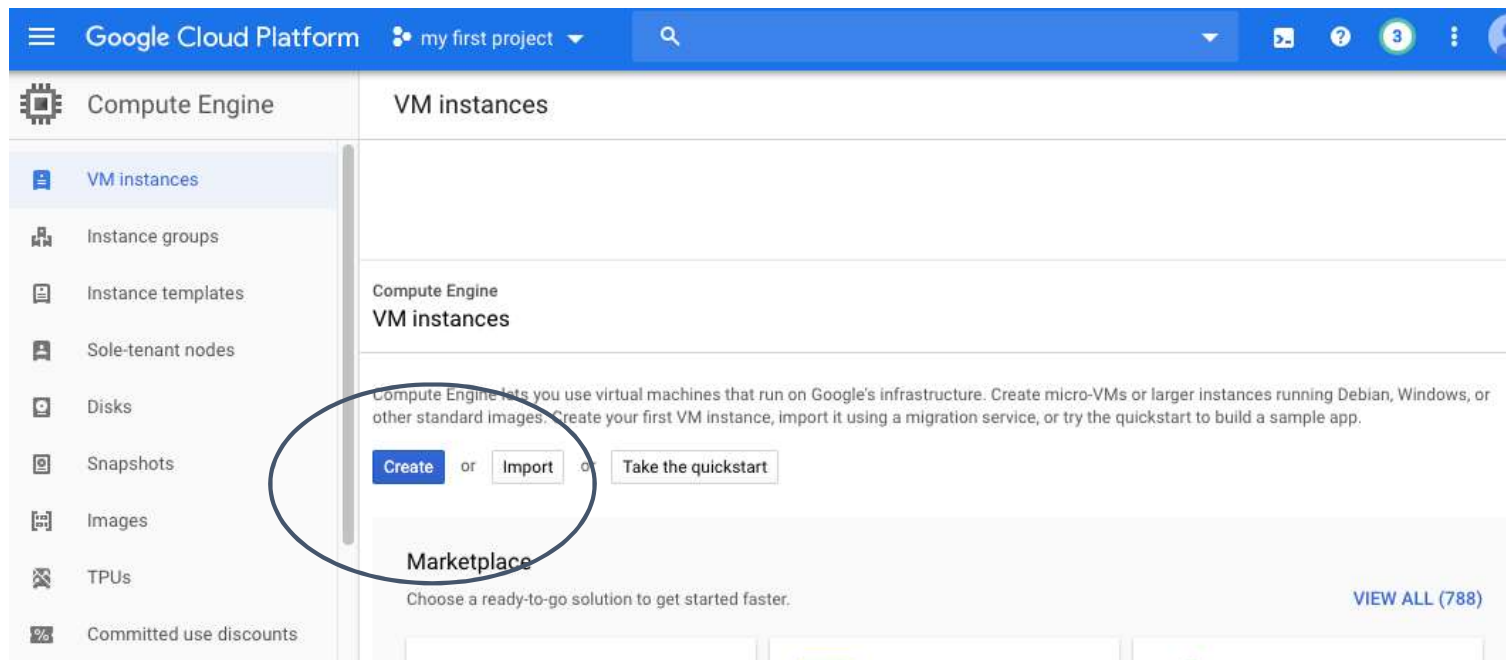 Google Cloud Platform my first project 3
Compute Engine
VM instances
VM instances
Instance groups
Instance templates
Sole-tenant nodes
Disks
Snapshots
Images
TPUs
% Committed use discounts
Compute Engine
VM instances
Compute Engine lets you use virtual machines that run on Google's infrastructure. Create micro-VMs or larger instances running Debian, Windows, or
other standard images. Create your first VM instance, import it using a migration service, or try the quickstart to build a sample app.
Create or Import or Take the quickstart
Marketplace
Choose a ready-to-go solution to get started faster.
VIEW ALL (788)